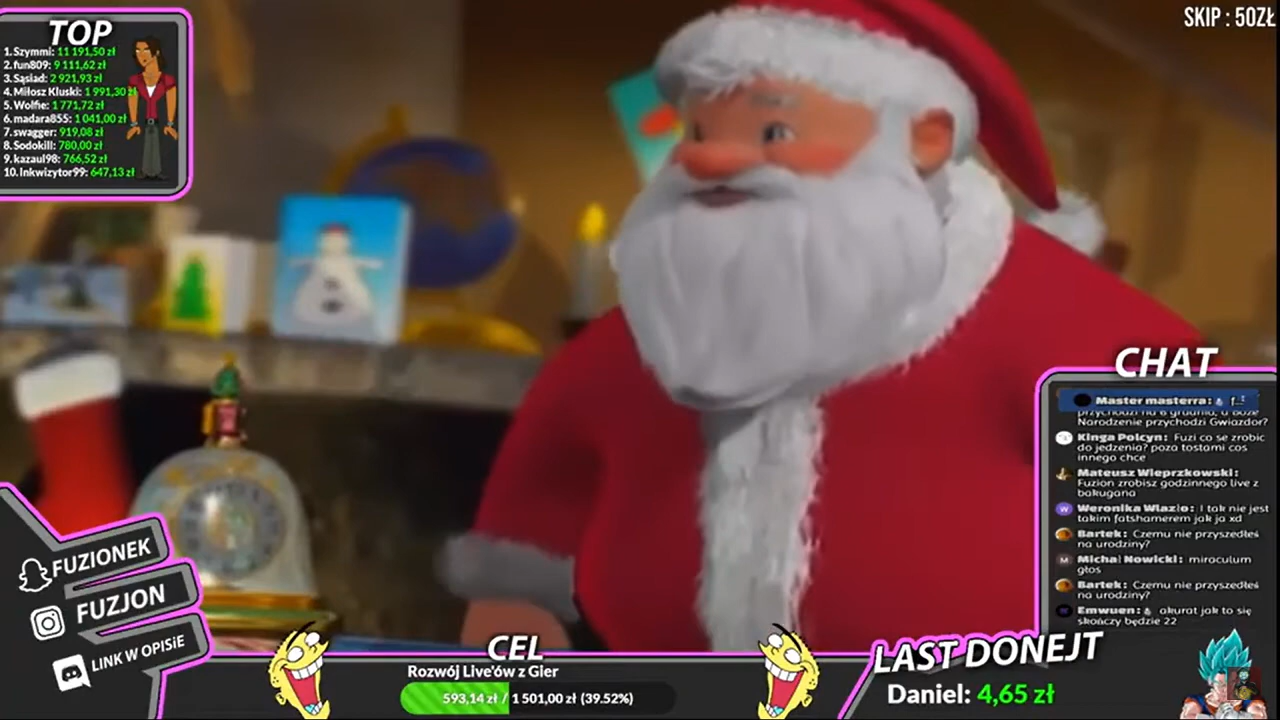 TOP
1. Szymmi: 11 191,50 zł
2. fun809: 9 111,62 zł
3. Sąsiad: 2 921,93 zł
4. Miłosz Kluski: 1 991,30 zł
5. Wolfie: 1 771,72 zł
6. madara855: 1 041,00 zł
7. swagger: 919,08 zł
8. Sodokill: 780,00 zł
9. kazaul98: 766,52 zł
10. Inkwizytor99: 647,13 zł
SKIP : 50ZŁ
CHAT
Master masterra:
przychodzi na 6 grudnia, a Boże
Narodzenie przychodzi Gwiazdor?
Kinga Polcyn: Fuzi co se zrobic
do jedzenia? poza tostami cos
innego chce
Mateusz Wieprzkowski:
Fuzion zrobisz godzinnego live z
bakugana
Weronika Wlazło: I tak nie jest
takim fatshamerem jak ja xd
Bartek: Czemu nie przyszedłeś
na urodziny?
Michał Nowicki: miraculum
głos
Bartek: Czemu nie przyszedłeś
na urodziny?
Emwuen: akurat jak to się
skończy będzie 22
FUZIONEK
FUZJON
LINK W OPISiE
CEL
Rozwój Live'ów z Gier
593,14 zł / 1 501,00 zł (39.52%)
LAST DONEJT
Daniel: 4,65 zł